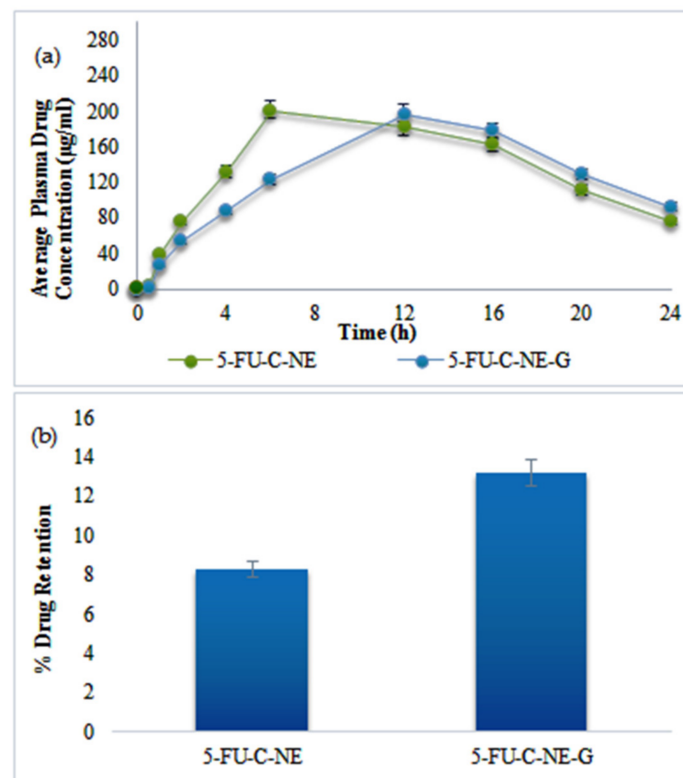 (a)
280
240
200
160
120
80
40
0
Average Plasma Drug
Concentration (µg/ml)
0 4 8 12 16 20 24
Time (h)
5-FU-C-NE 5-FU-C-NE-G
(b)
16
14
12
10
8
6
4
2
0
% Drug Retention
5-FU-C-NE 5-FU-C-NE-G